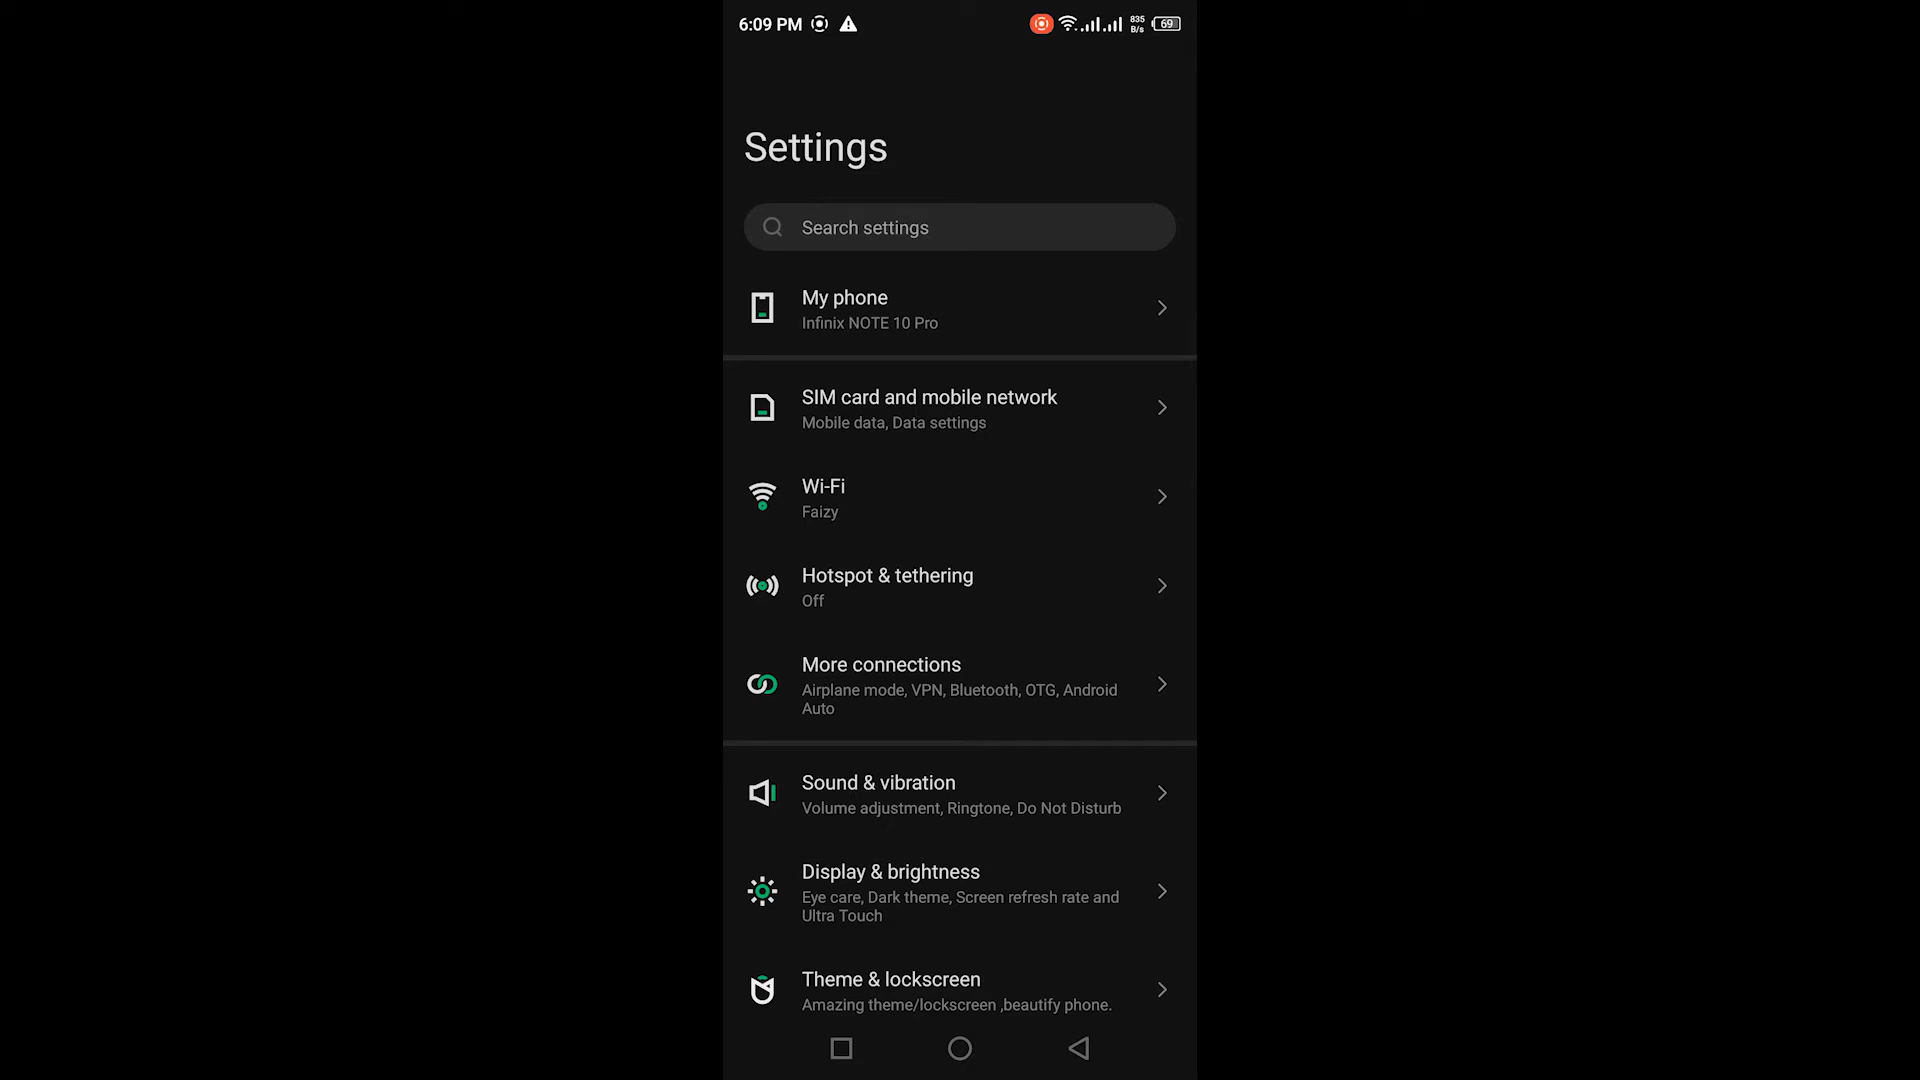 6:09 PM
835
B/s
69
Settings
Search settings
My phone
Infinix NOTE 10 Pro
SIM card and mobile network
Mobile data, Data settings
Wi-Fi
Faizy
Hotspot & tethering
Off
More connections
Airplane mode, VPN, Bluetooth, OTG, Android
Auto
Sound & vibration
Volume adjustment, Ringtone, Do Not Disturb
Display & brightness
Eye care, Dark theme, Screen refresh rate and
Ultra Touch
Theme & lockscreen
Amazing theme/lockscreen ,beautify phone.